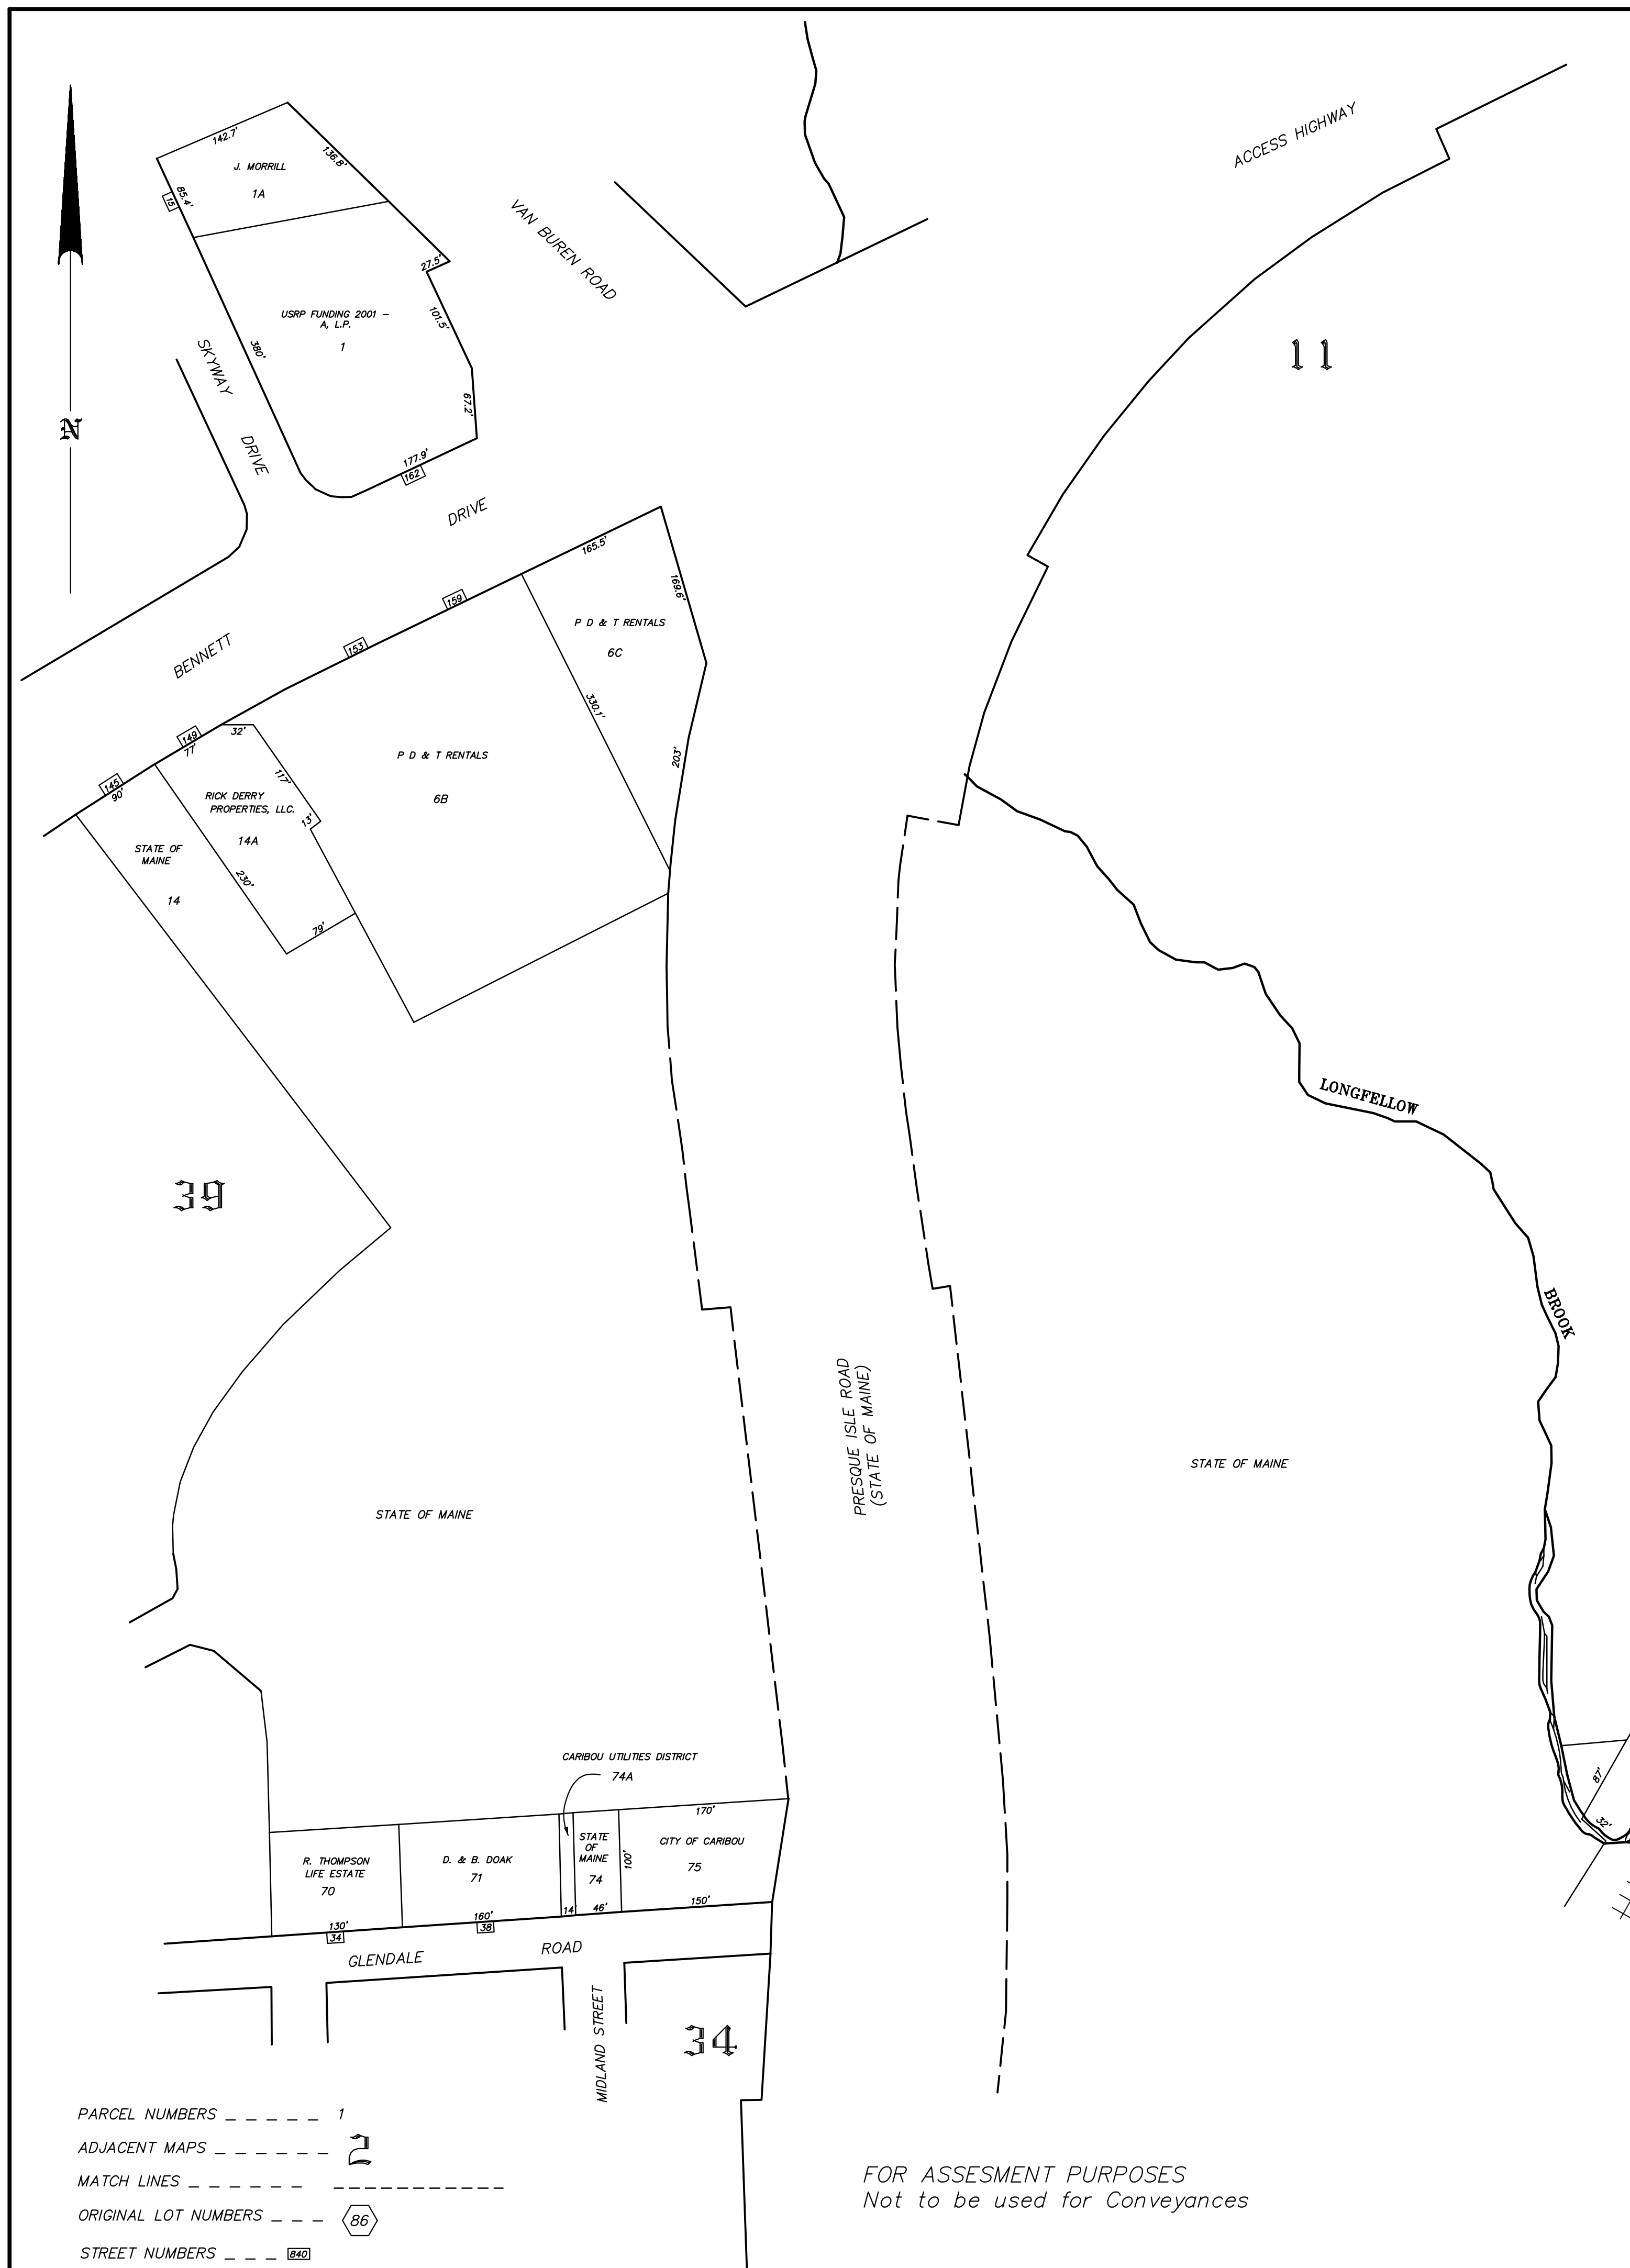 142.7'
136.8'
J. MORRILL
1A
85.4'
15
ACCESS HIGHWAY
VAN BUREN ROAD
27.5'
101.5'
USRP FUNDING 2001 –
A, L.P.
1
380'
67.2'
SKYWAY
DRIVE
177.9'
162
11
N
DRIVE
165.5'
169.6'
159
153
P D & T RENTALS
6C
330.1'
203'
BENNETT
149
77'
32'
117'
13'
145
90'
P D & T RENTALS
6B
RICK DERRY
PROPERTIES, LLC.
14A
230'
79'
STATE OF
MAINE
14
LONGFELLOW
39
BROOK
PRESQUE ISLE ROAD
(STATE OF MAINE)
STATE OF MAINE
STATE OF MAINE
CARIBOU UTILITIES DISTRICT
74A
87'
32'
170'
R. THOMPSON
LIFE ESTATE
70
D. & B. DOAK
71
STATE
OF
MAINE
74
100'
CITY OF CARIBOU
75
130'
34
160'
38
14'
46'
150'
GLENDALE
ROAD
MIDLAND STREET
34
PARCEL NUMBERS _ _ _ _ _ 1
ADJACENT MAPS _ _ _ _ _ _ 2
MATCH LINES _ _ _ _ _ _ ___________
ORIGINAL LOT NUMBERS _ _ _ 86
STREET NUMBERS _ _ _ 840
FOR ASSESMENT PURPOSES
Not to be used for Conveyances